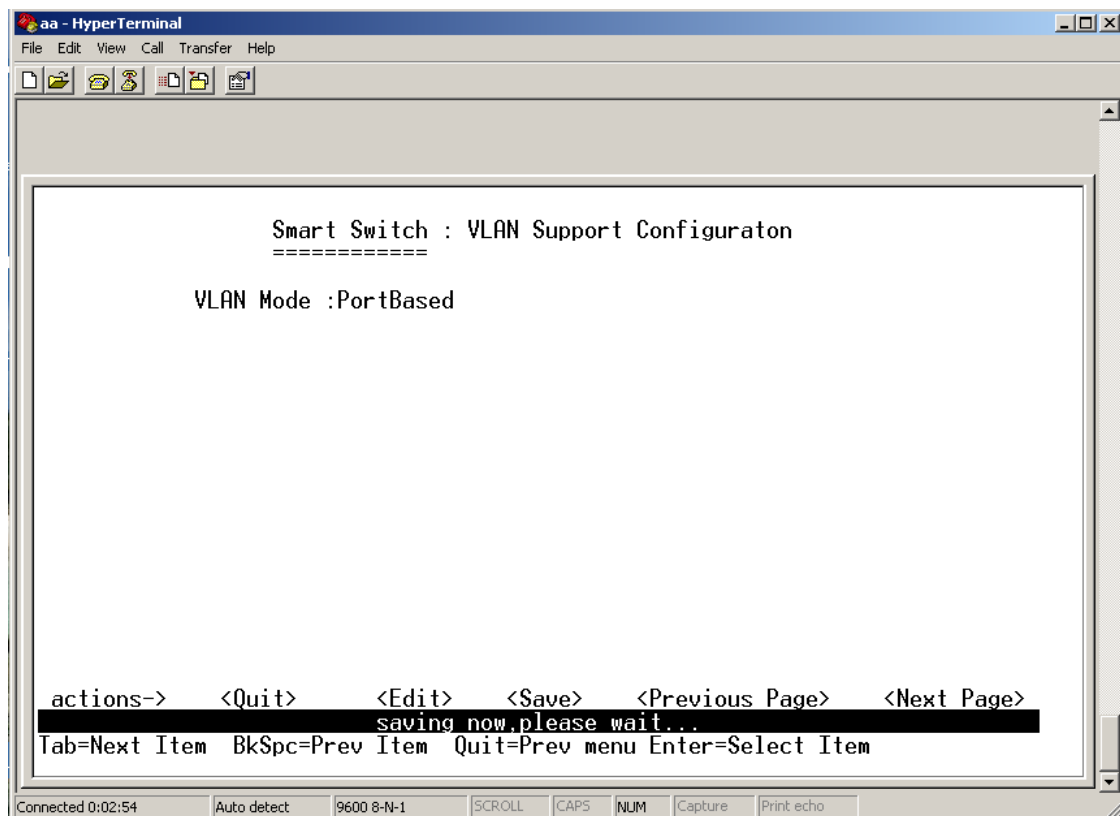 aa - HyperTerminal
File Edit View Call Transfer Help
Smart Switch : VLAN Support Configuraton
============
VLAN Mode :PortBased
actions-> <Quit> <Edit> <Save> <Previous Page> <Next Page>
saving now,please wait...
Tab=Next Item BkSpc=Prev Item Quit=Prev menu Enter=Select Item
Connected 0:02:54 Auto detect 9600 8-N-1 SCROLL CAPS NUM Capture Print echo